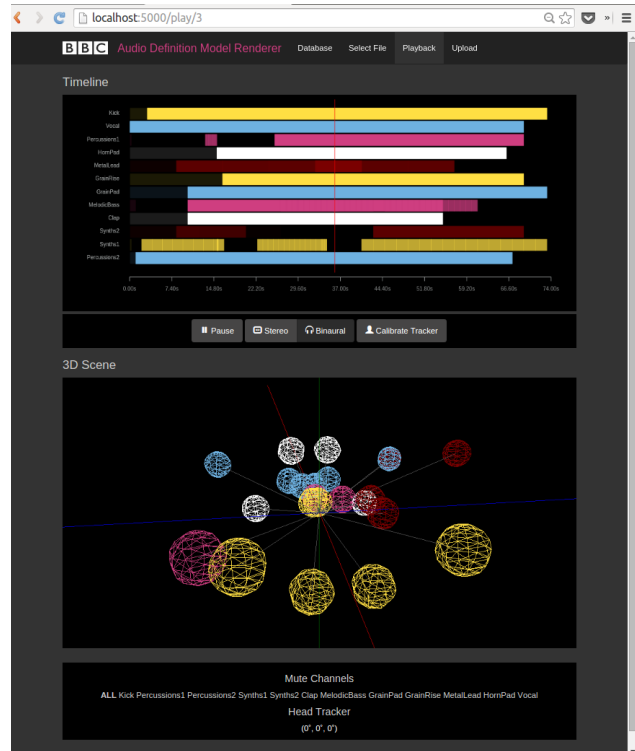 localhost:5000/play/3
BBC Audio Definition Model Renderer Database Select File Playback Upload
Timeline
Kick
Vocal
Percussions1
HornPad
MetalLead
GrainRise
GrainPad
MelodicBass
Clap
Synths2
Synths1
Percussions2
0.00s 7.40s 14.80s 22.20s 29.60s 37.00s 44.40s 51.80s 59.20s 66.60s 74.00s
Pause Stereo Binaural Calibrate Tracker
3D Scene
Mute Channels
ALL Kick Percussions1 Percussions2 Synths1 Synths2 Clap MelodicBass GrainPad GrainRise MetalLead HornPad Vocal
Head Tracker
(0°, 0°, 0°)